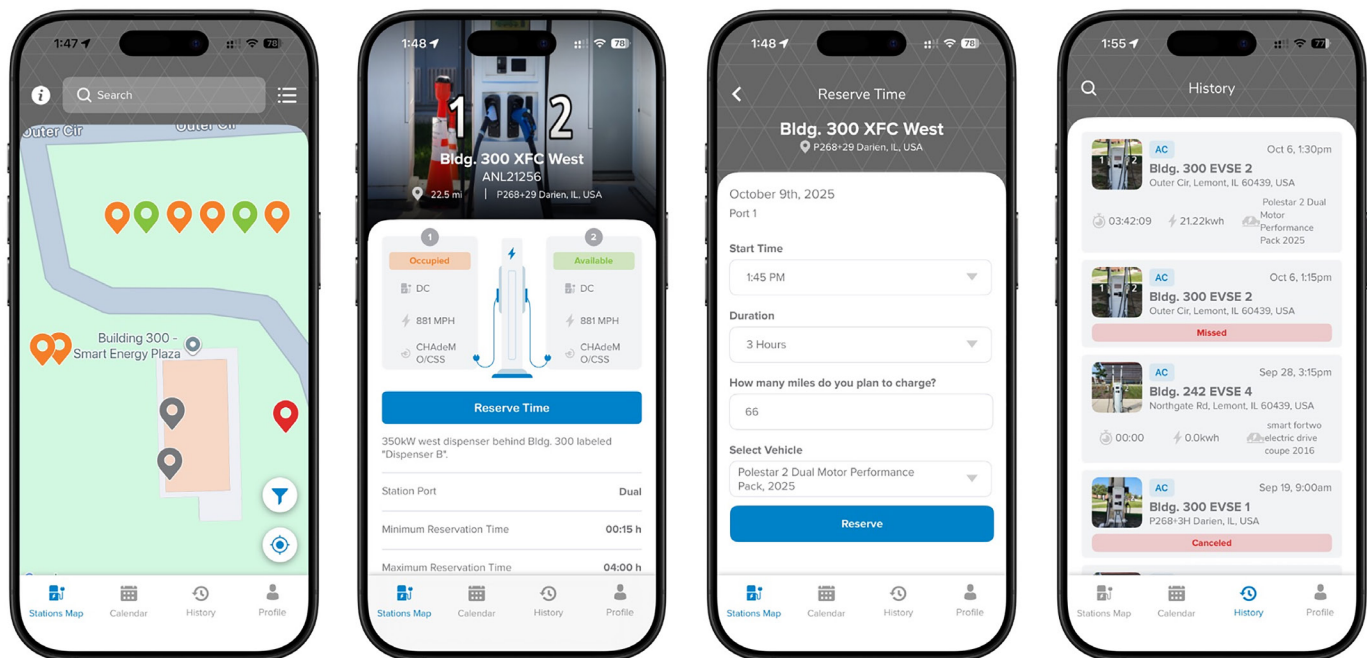 1:47
78
Search
Outer Cir
Outer Cir
Building 300 -
Smart Energy Plaza
Stations Map
Calendar
History
Profile
1:48
78
1
2
Bldg. 300 XFC West
ANL21256
22.5 mi | P268+29 Darien, IL, USA
1
2
Occupied
Available
DC
DC
881 MPH
881 MPH
CHAdeM
O/CSS
CHAdeM
O/CSS
Reserve Time
350kW west dispenser behind Bldg. 300 labeled
"Dispenser B".
Station Port Dual
Minimum Reservation Time 00:15 h
Maximum Reservation Time 04:00 h
Stations Map
Calendar
History
Profile
1:48
78
Reserve Time
Bldg. 300 XFC West
P268+29 Darien, IL, USA
October 9th, 2025
Port 1
Start Time
1:45 PM
Duration
3 Hours
How many miles do you plan to charge?
66
Select Vehicle
Polestar 2 Dual Motor Performance
Pack, 2025
Reserve
Stations Map
Calendar
History
Profile
1:55
77
History
1 2
AC Oct 6, 1:30pm
Bldg. 300 EVSE 2
Outer Cir, Lemont, IL 60439, USA
03:42:09
21.22kwh
Polestar 2 Dual
Motor
Performance
Pack 2025
1 2
AC Oct 6, 1:15pm
Bldg. 300 EVSE 2
Outer Cir, Lemont, IL 60439, USA
Missed
AC Sep 28, 3:15pm
Bldg. 242 EVSE 4
Northgate Rd, Lemont, IL 60439, USA
00:00
0.0kwh
smart fortwo
electric drive
coupe 2016
AC Sep 19, 9:00am
Bldg. 300 EVSE 1
P268+3H Darien, IL, USA
Canceled
Stations Map
Calendar
History
Profile